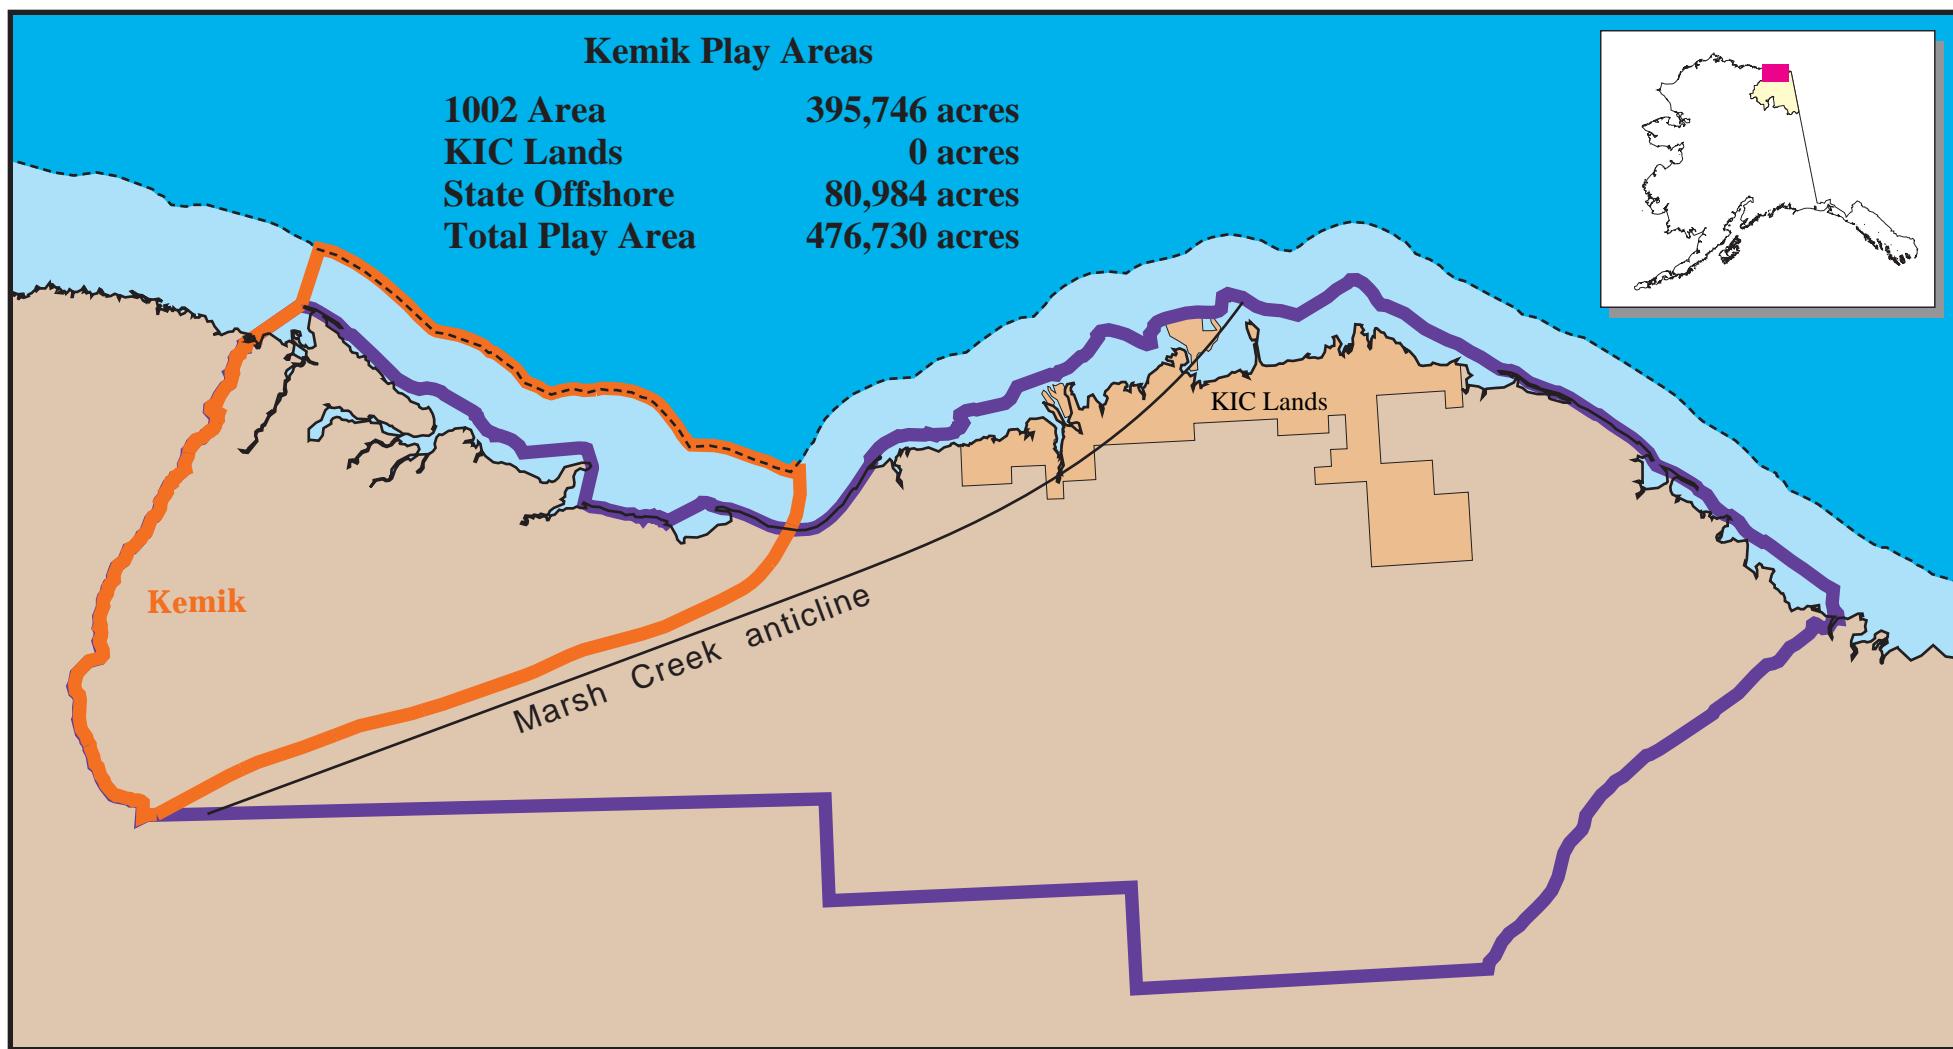 Kemik Play Areas
1002 Area 395,746 acres
KIC Lands 0 acres
State Offshore 80,984 acres
Total Play Area 476,730 acres
KIC Lands
Kemik
Marsh Creek anticline